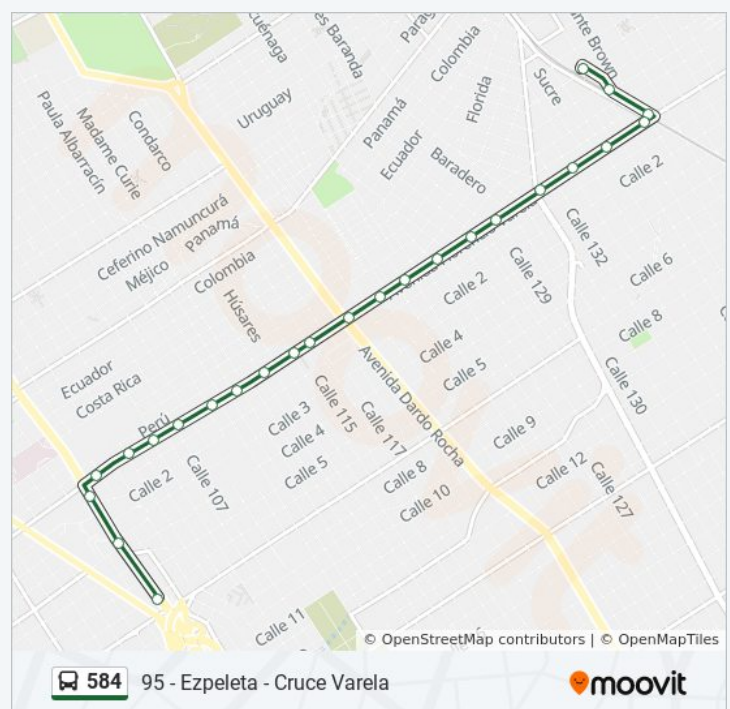 Colombia
Sucre
Uruguay
Panamá
Florida
Condarco
Madame Curie
Paula Albarracín
Ecuador
Baradero
Calle 2
Ceferino Namuncurá
Panamá
Méjico
Colombia
Calle 132
Calle 129
Calle 6
Calle 2
Húsares
Calle 8
Calle 4
Calle 5
Avenida Dardo Rocha
Ecuador
Costa Rica
Calle 130
Calle 115
Calle 117
Calle 3
Calle 4
Calle 5
Perú
Calle 9
Calle 2
Calle 107
Calle 8
Calle 10
Calle 12
Calle 127
Calle 11
© OpenStreetMap contributors | © OpenMapTiles
584 95 - Ezpeleta - Cruce Varela
moovit